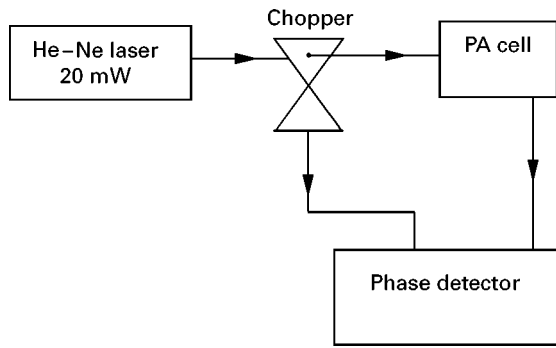 Chopper
He–Ne laser
20 mW
PA cell
Phase detector